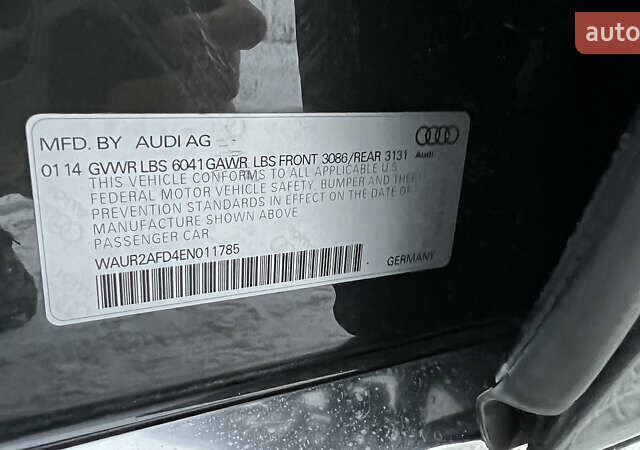 auto
MFD. BY AUDI AG
Audi
01 14 GVWR LBS 6041 GAWR LBS FRONT 3086/REAR 3131
THIS VEHICLE CONFORMS TO ALL APPLICABLE U.S.
FEDERAL MOTOR VEHICLE SAFETY, BUMPER AND THEFT
PREVENTION STANDARDS IN EFFECT ON THE DATE OF
MANUFACTURE SHOWN ABOVE
PASSENGER CAR
WAUR2AFD4EN011785
GERMANY